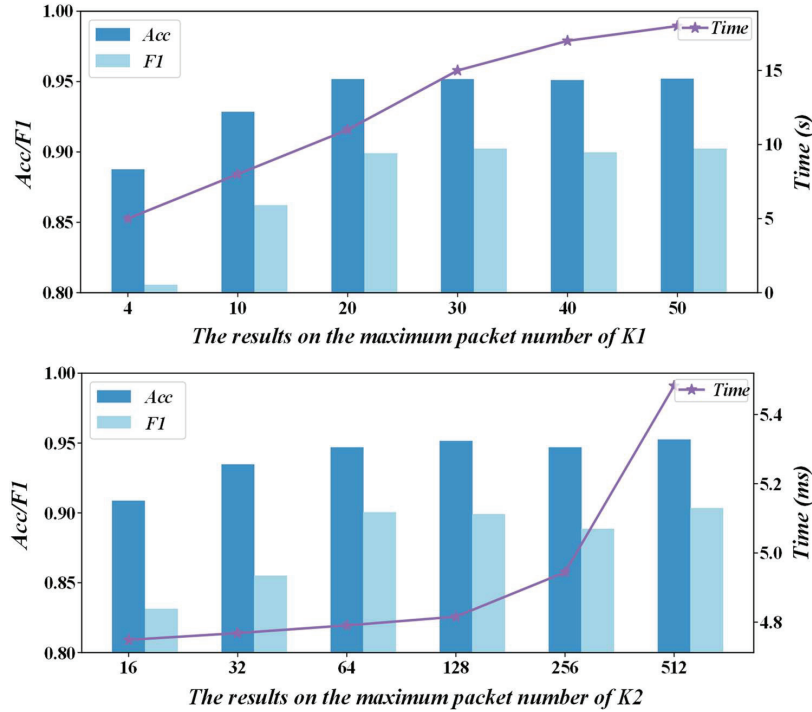 1.00
0.95
0.90
0.85
0.80
Acc/F1
Acc
F1
Time
15
10
5
0
Time (s)
4 10 20 30 40 50
The results on the maximum packet number of K1
1.00
0.95
0.90
0.85
0.80
Acc/F1
Acc
F1
Time
5.4
5.2
5.0
4.8
Time (ms)
16 32 64 128 256 512
The results on the maximum packet number of K2